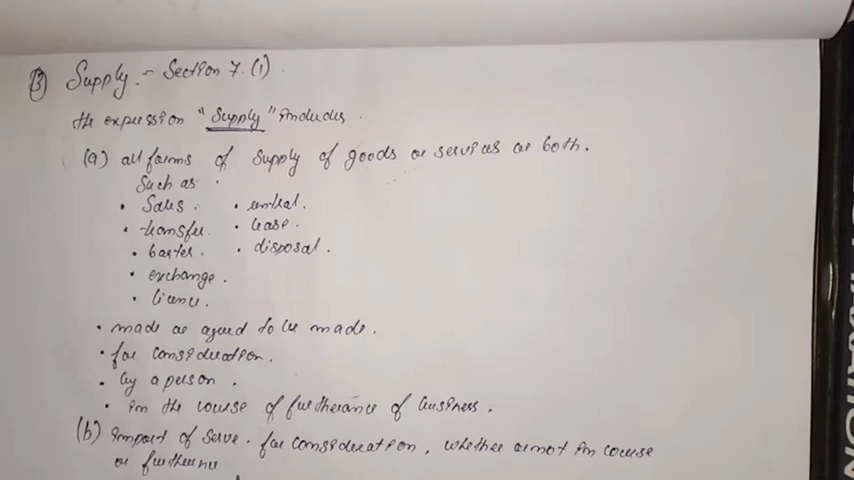 (3) Supply :- Section 7 (1).
the expression "Supply" includes.
(a) all forms of supply of goods or services or both.
Such as.
• Sales. • rental.
• transfer. • lease.
• barter. • disposal.
• exchange.
• licence.
• made or agreed to be made.
• for consideration.
• by a person.
• in the course of furtherance of business.
(b) import of serve. for consideration, whether or not in course
or furtherance